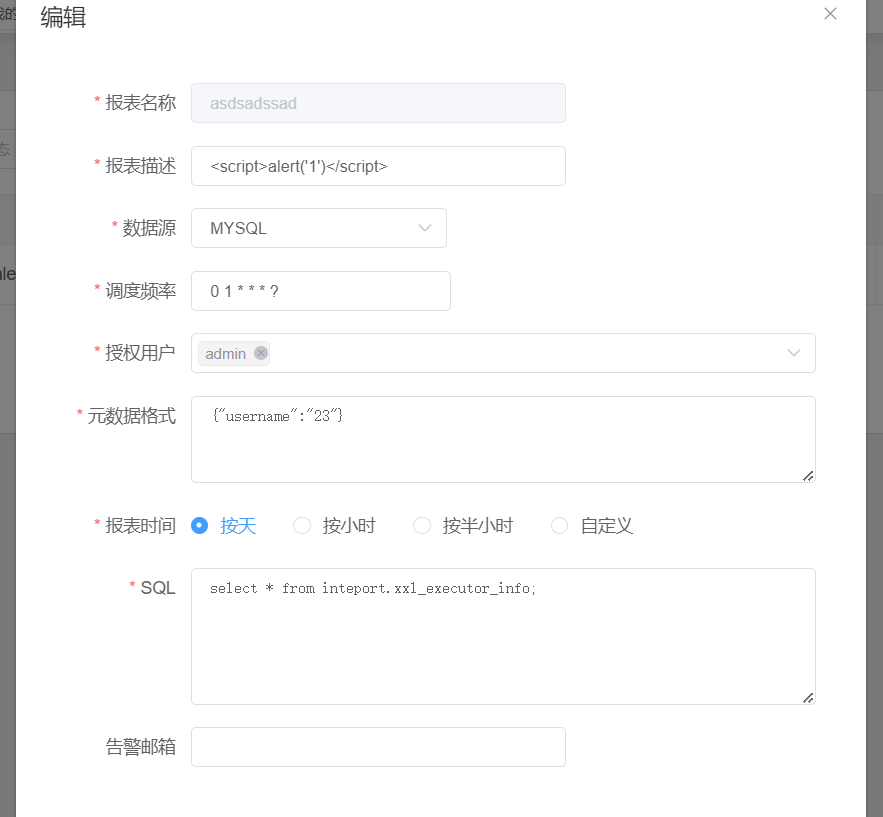 编辑
* 报表名称 asdsadssad
* 报表描述 <script>alert('1')</script>
* 数据源 MYSQL
* 调度频率 0 1 * * * ?
* 授权用户 admin
* 元数据格式 {"username":"23"}
* 报表时间 按天 按小时 按半小时 自定义
* SQL select * from inteport.xxl_executor_info;
告警邮箱